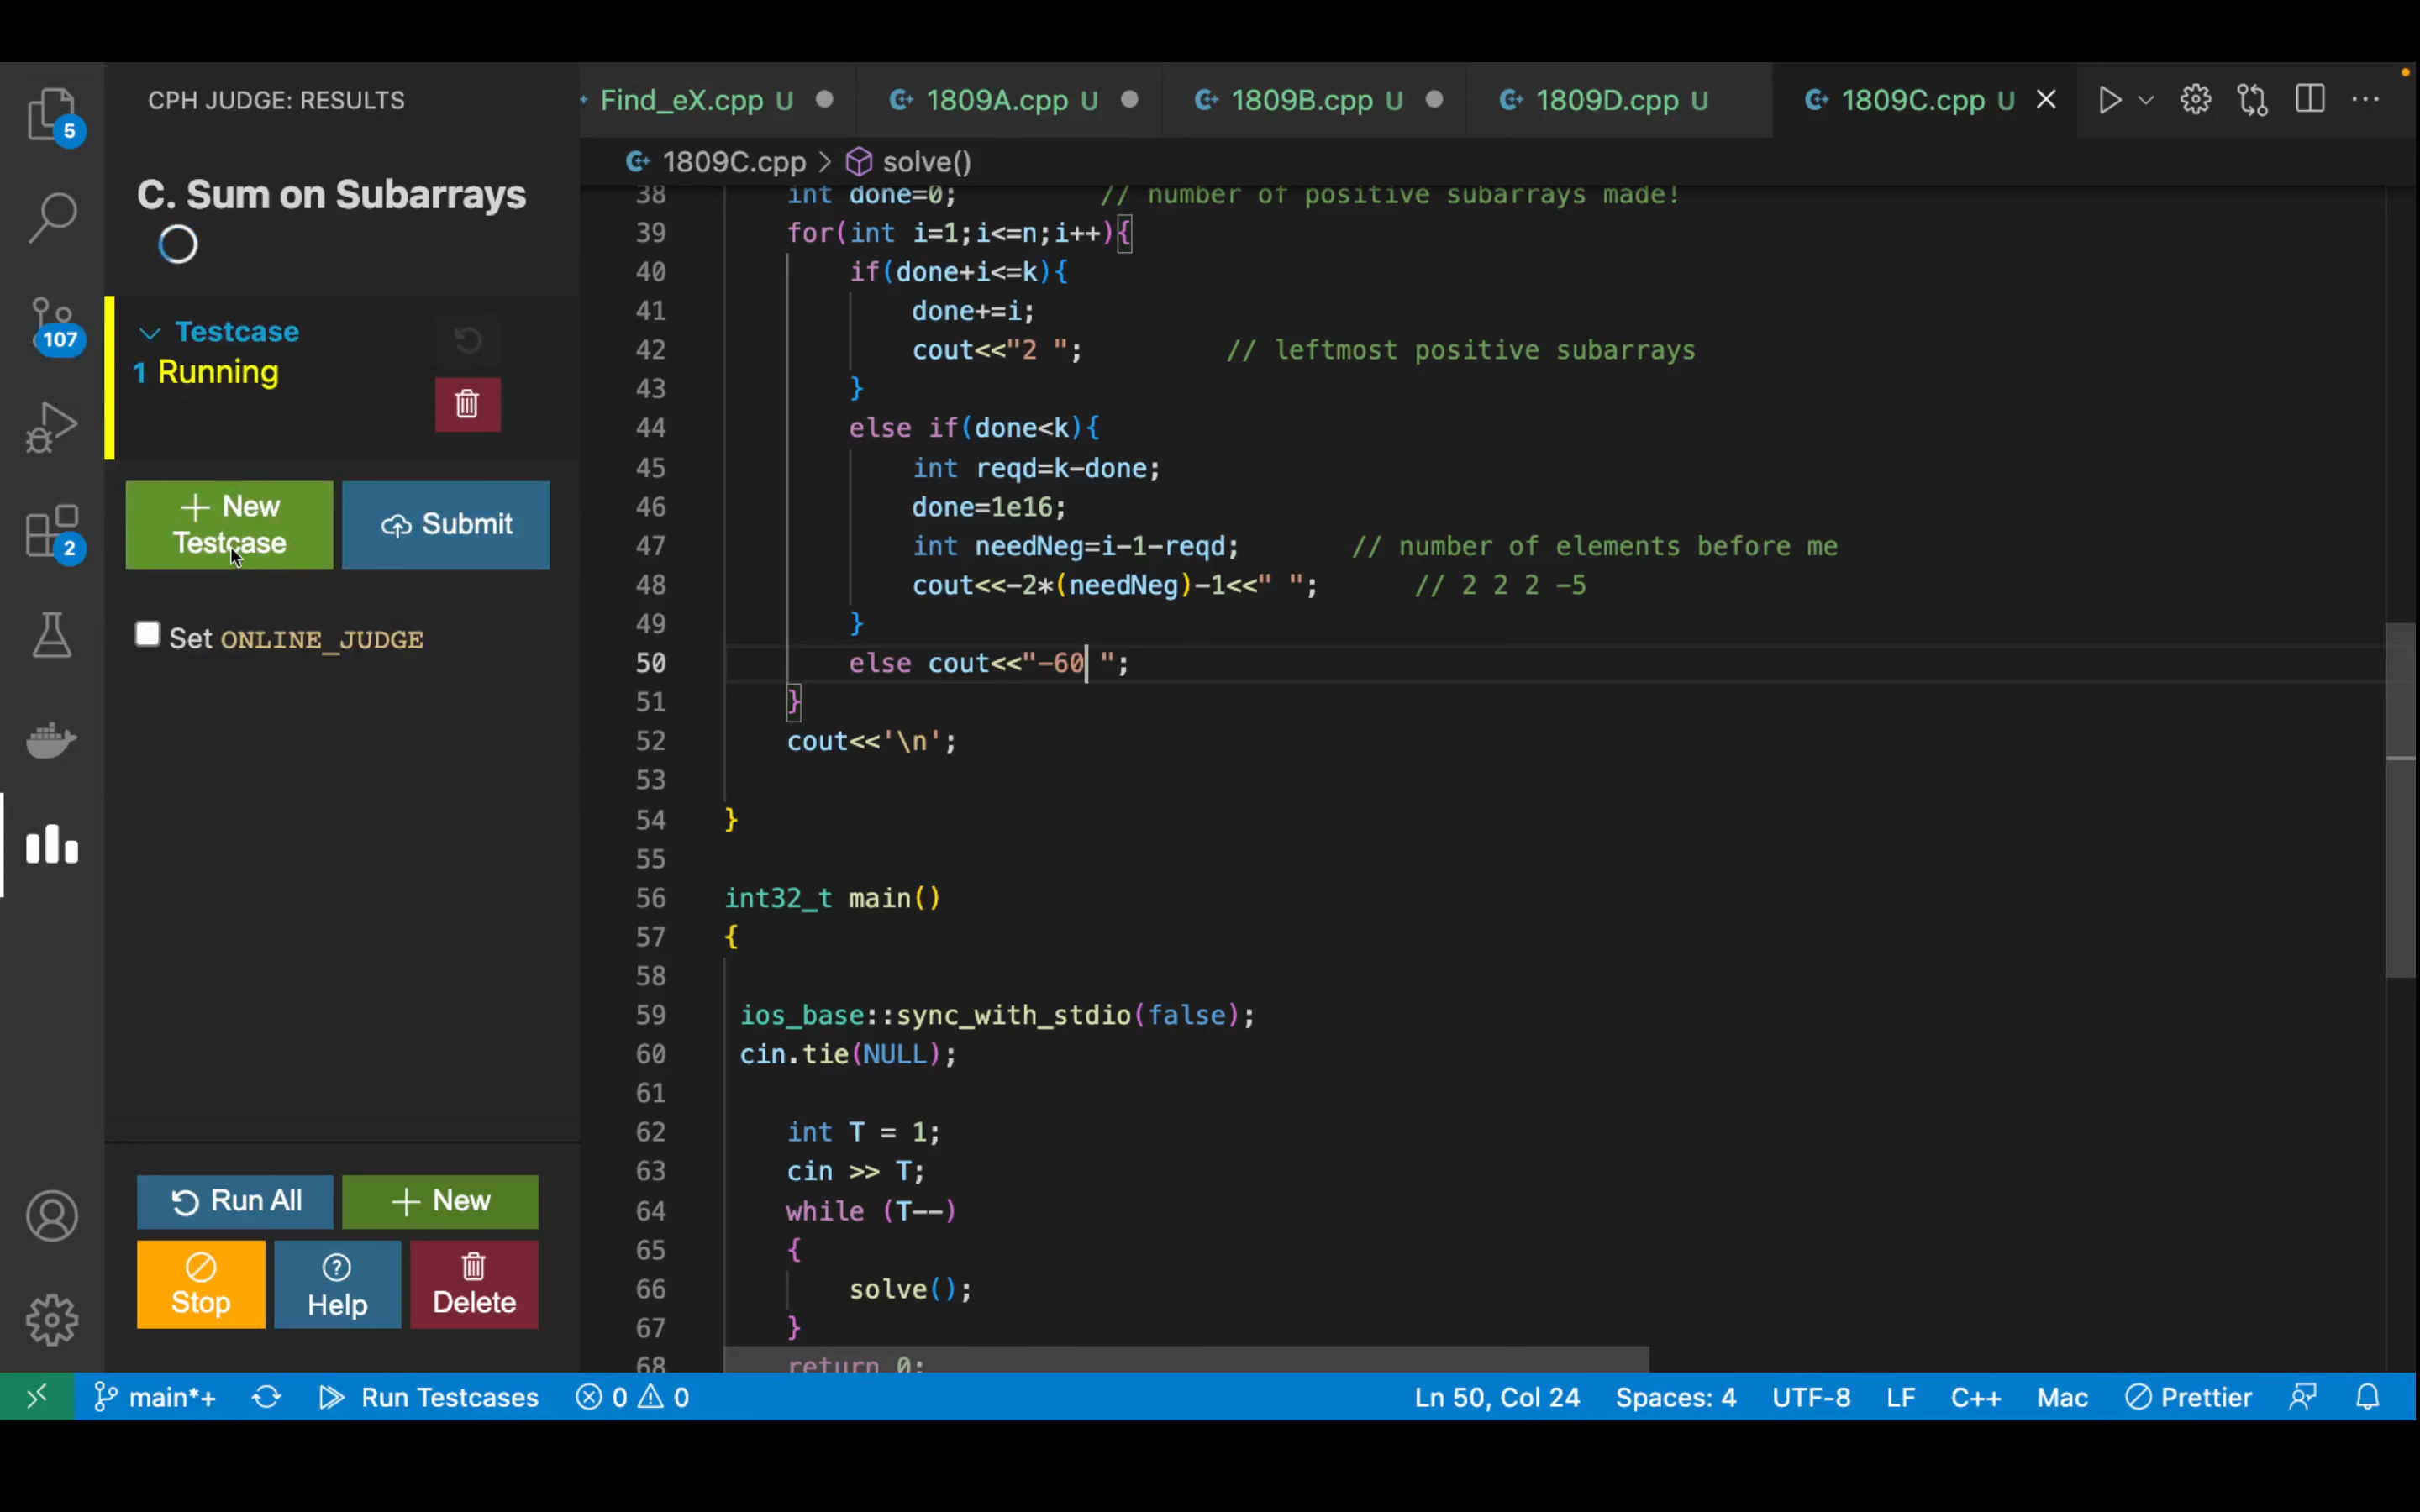 CPH JUDGE: RESULTS
C. Sum on Subarrays
Testcase
1 Running
+ New
Testcase
Submit
Set ONLINE_JUDGE
Run All
+ New
Stop
Help
Delete
5
107
2
Find_eX.cpp U
1809A.cpp U
1809B.cpp U
1809D.cpp U
1809C.cpp U
1809C.cpp > solve()
38 int done=0; // number of positive subarrays made!
39 for(int i=1;i<=n;i++){
40 if(done+i<=k){
41 done+=i;
42 cout<<"2 "; // leftmost positive subarrays
43 }
44 else if(done<k){
45 int reqd=k-done;
46 done=1e16;
47 int needNeg=i-1-reqd; // number of elements before me
48 cout<<-2*(needNeg)-1<<" "; // 2 2 2 -5
49 }
50 else cout<<"-60 ";
51 }
52 cout<<'\n';
53
54 }
55
56 int32_t main()
57 {
58
59 ios_base::sync_with_stdio(false);
60 cin.tie(NULL);
61
62 int T = 1;
63 cin >> T;
64 while (T--)
65 {
66 solve();
67 }
68 return 0;
main*+
Run Testcases
0
0
Ln 50, Col 24
Spaces: 4
UTF-8
LF
C++
Mac
Prettier